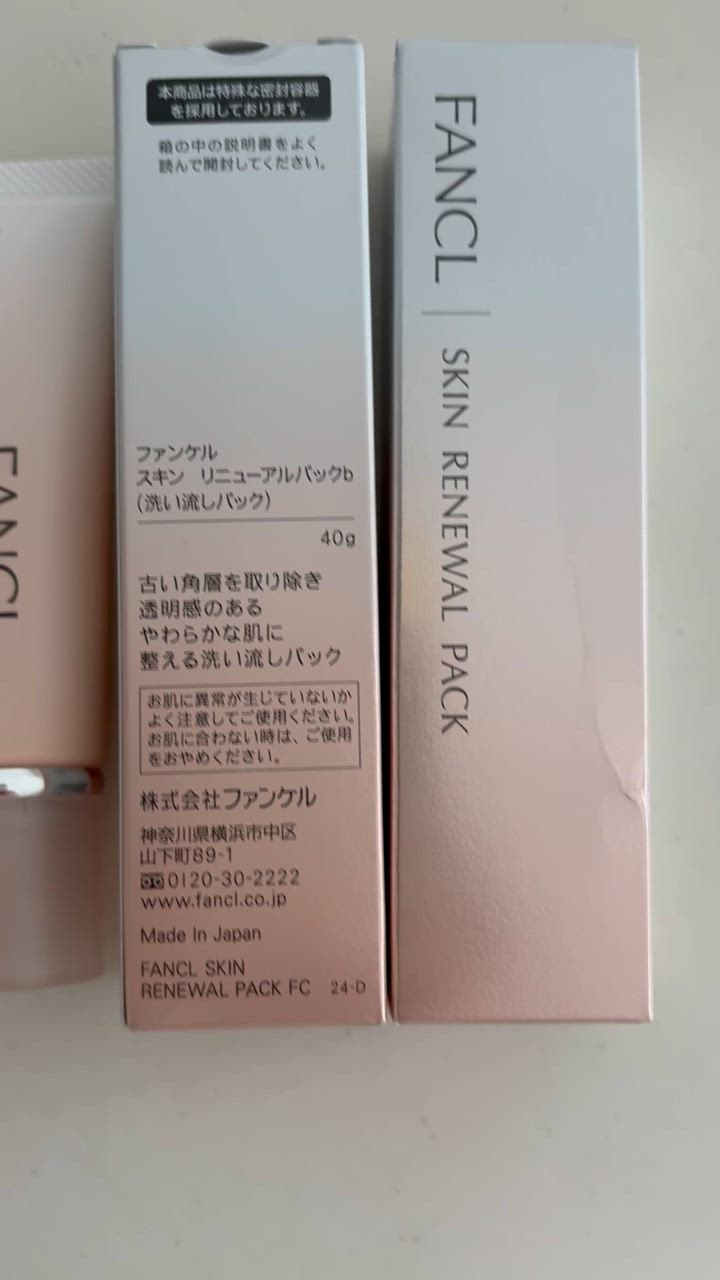 本商品は特殊な密封容器
を採用しております。
箱の中の説明書をよく
読んで開封してください。
ファンケル
スキン リニューアルパックb
(洗い流しパック)
40g
古い角層を取り除き
透明感のある
やわらかな肌に
整える洗い流しパック
お肌に異常が生じていないか
よく注意してご使用ください。
お肌に合わない時は、ご使用
をおやめください。
株式会社ファンケル
神奈川県横浜市中区
山下町89-1
0120-30-2222
www.fancl.co.jp
Made In Japan
FANCL SKIN
RENEWAL PACK FC 24-D
FANCL | SKIN RENEWAL PACK
FANCL